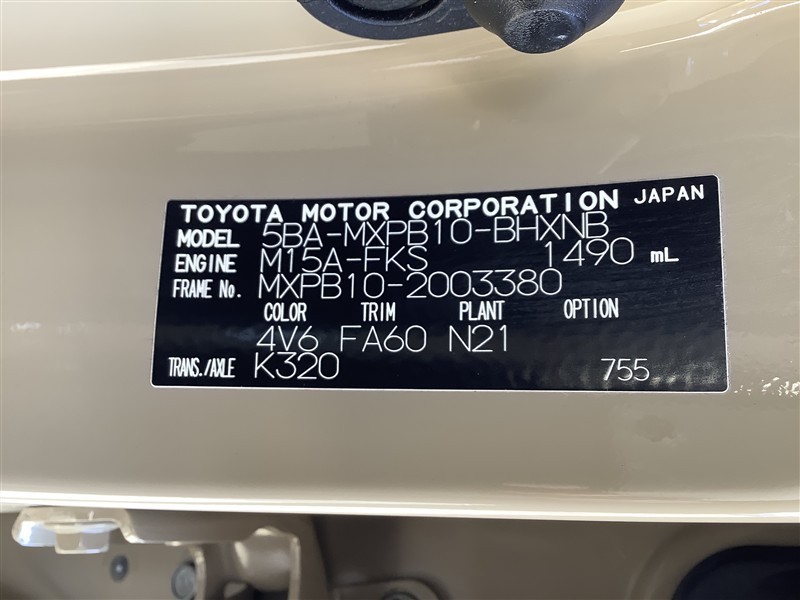 TOYOTA MOTOR CORPORATION JAPAN
MODEL 5BA-MXPB10-BHXNB
ENGINE M15A-FKS 1490 mL
FRAME No. MXPB10-2003380
COLOR TRIM PLANT OPTION
4V6 FA60 N21
TRANS./AXLE K320 755